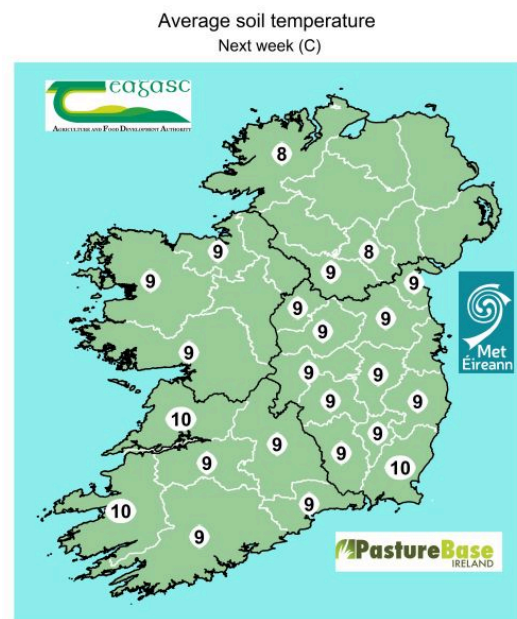 Average soil temperature
Next week (C)
Teagasc
AGRICULTURE AND FOOD DEVELOPMENT AUTHORITY
8
9
8
9
9
9
9
9
9
Met
Éireann
9
9
9
9
9
10
9
9
9
9
10
9
10
9
PastureBase
IRELAND